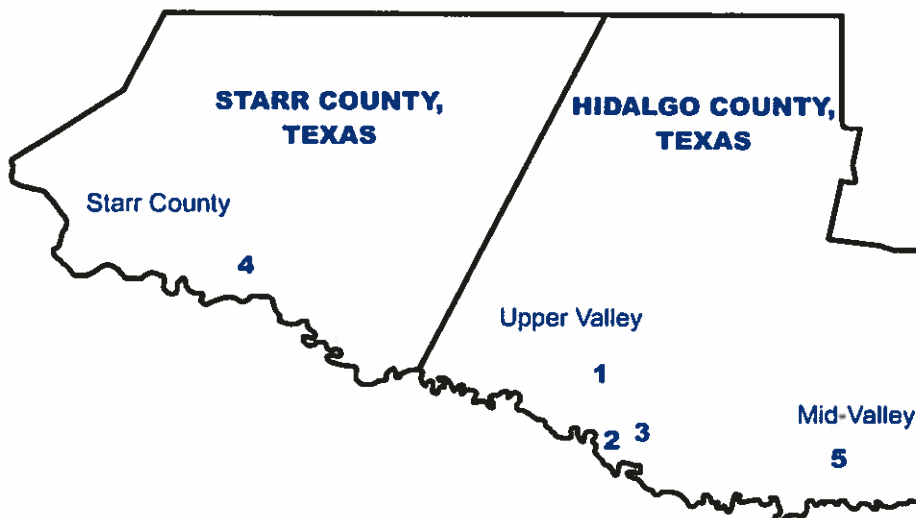 STARR COUNTY,
TEXAS
HIDALGO COUNTY,
TEXAS
Starr County
4
Upper Valley
1
2
3
Mid-Valley
5